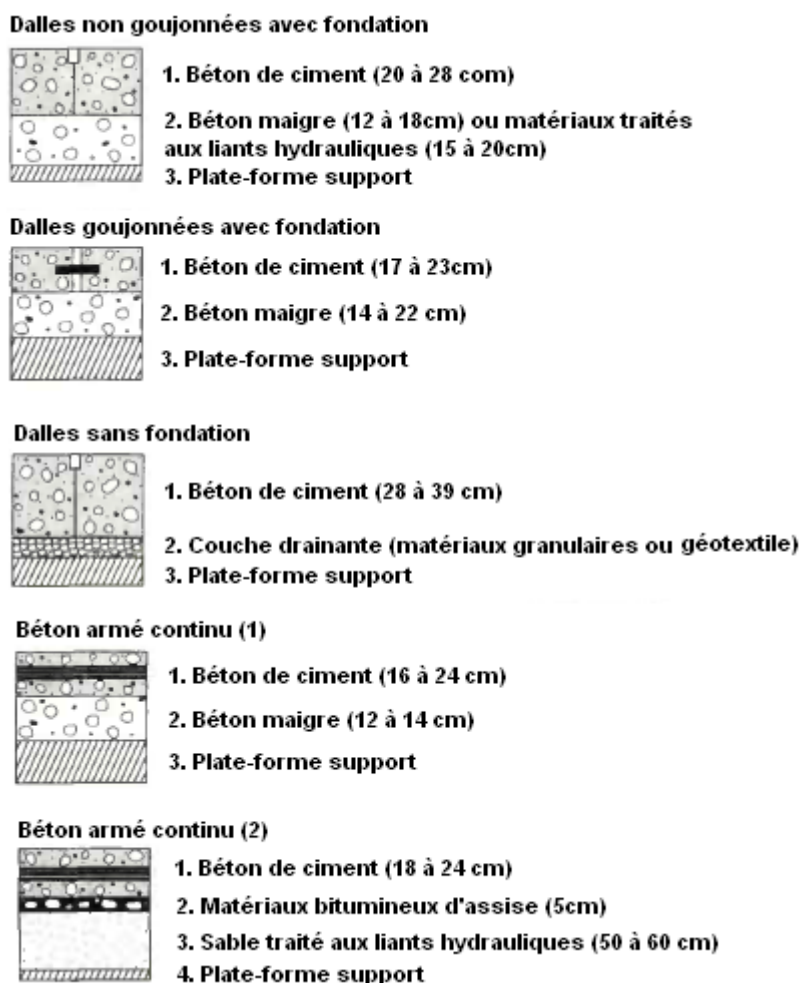 Dalles non goujonnées avec fondation
1. Béton de ciment (20 à 28 com)
2. Béton maigre (12 à 18cm) ou matériaux traités
aux liants hydrauliques (15 à 20cm)
3. Plate-forme support
Dalles goujonnées avec fondation
1. Béton de ciment (17 à 23cm)
2. Béton maigre (14 à 22 cm)
3. Plate-forme support
Dalles sans fondation
1. Béton de ciment (28 à 39 cm)
2. Couche drainante (matériaux granulaires ou géotextile)
3. Plate-forme support
Béton armé continu (1)
1. Béton de ciment (16 à 24 cm)
2. Béton maigre (12 à 14 cm)
3. Plate-forme support
Béton armé continu (2)
1. Béton de ciment (18 à 24 cm)
2. Matériaux bitumineux d'assise (5cm)
3. Sable traité aux liants hydrauliques (50 à 60 cm)
4. Plate-forme support